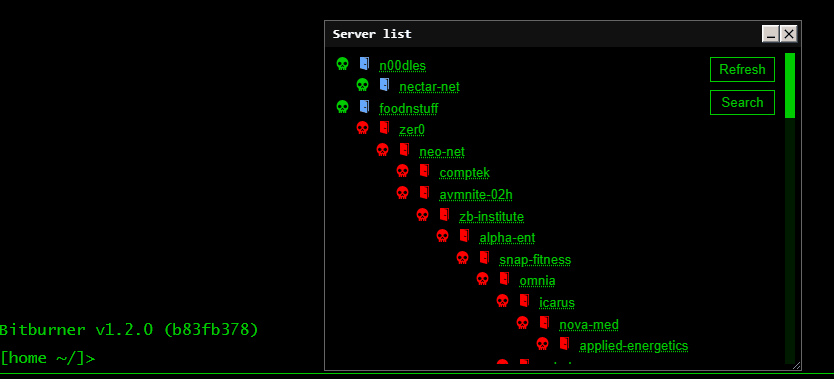 Server list
n00dles
Refresh
nectar-net
Search
foodnstuff
zer0
neo-net
comptek
avmnite-02h
zb-institute
alpha-ent
snap-fitness
omnia
icarus
nova-med
applied-energetics
Bitburner v1.2.0 (b83fb378)
[home ~/]>